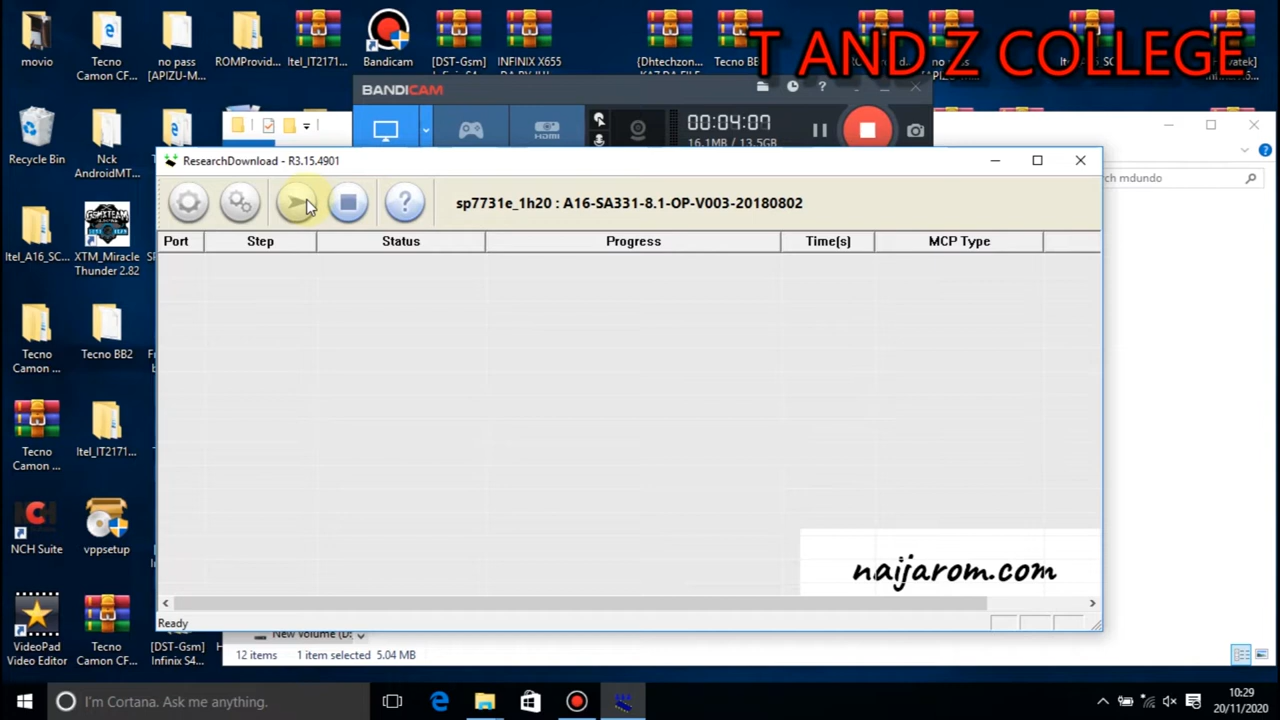 movio
Tecno
Camon CF...
no pass
[APIZU-M...
ROMProvid...
Itel_IT2171...
Bandicam
[DST-Gsm]
INFINIX X655
Tecno BB
T AND Z COLLEGE
BANDICAM
HDMI
00:04:07
16.1MB / 13.5GB
Recycle Bin
Nck
AndroidMT...
ResearchDownload - R3.15.4901
ch mdundo
sp7731e_1h20 : A16-SA331-8.1-OP-V003-20180802
Port
Step
Status
Progress
Time(s)
MCP Type
Itel_A16_SC...
XTM_Miracle
Thunder 2.82
Tecno
Camon ...
Tecno BB2
Tecno
Camon ...
Itel_IT2171...
NCH Suite
vppsetup
naijarom.com
Ready
New Volume (D:
VideoPad
Video Editor
Tecno
Camon CF...
[DST-Gsm]
Infinix S4...
12 items
1 item selected 5.04 MB
I'm Cortana. Ask me anything.
10:29
20/11/2020